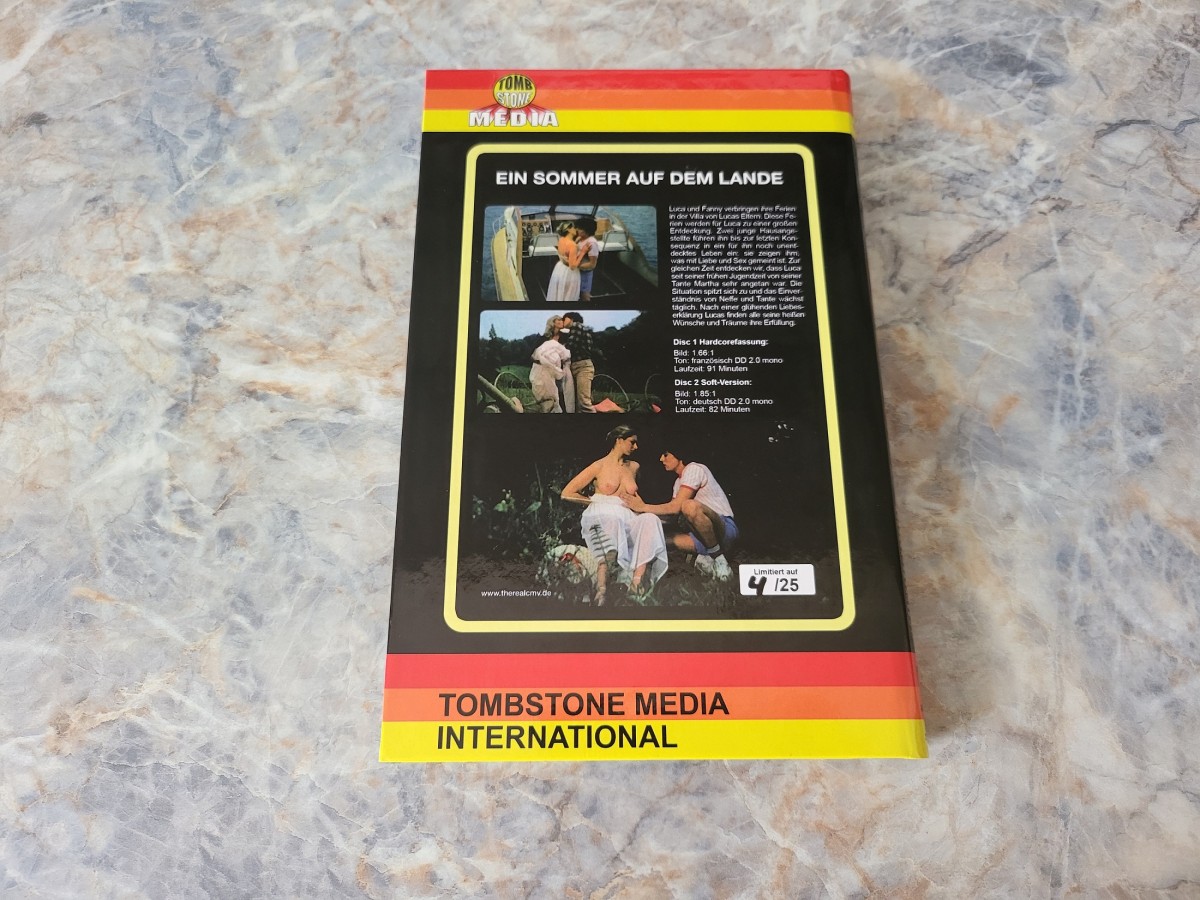 TOMB
STONE
MEDIA
EIN SOMMER AUF DEM LANDE
Luca und Fanny verbringen ihre Ferien
in der Villa von Lucas Eltern. Diese Fe-
rien werden für Luca zu einer großen
Entdeckung. Zwei junge Hausange-
stellte führen ihn bis zur letzten Kon-
sequenz in ein für ihn noch unent-
decktes Leben ein: sie zeigen ihm,
was mit Liebe und Sex gemeint ist. Zur
gleichen Zeit entdecken wir, dass Luca
seit seiner frühen Jugendzeit von seiner
Tante Martha sehr angetan war. Die
Situation spitzt sich zu und das Einver-
ständnis von Neffe und Tante wächst
täglich. Nach einer glühenden Liebes-
erklärung Lucas finden alle seine heißen
Wünsche und Träume ihre Erfüllung.
Disc 1 Hardcorefassung:
Bild: 1.66:1
Ton: französisch DD 2.0 mono
Laufzeit: 91 Minuten
Disc 2 Soft-Version:
Bild: 1.85:1
Ton: deutsch DD 2.0 mono
Laufzeit: 82 Minuten
Limitiert auf
4 /25
www.therealcmv.de
TOMBSTONE MEDIA
INTERNATIONAL